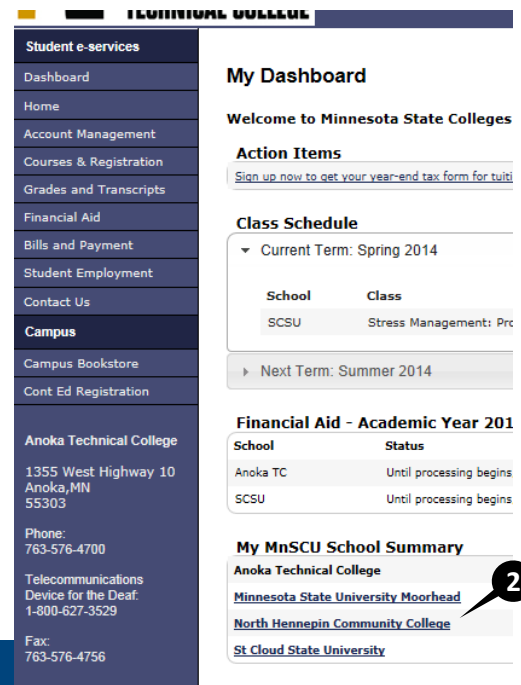 TECHNICAL COLLEGE
Student e-services
Dashboard
Home
Account Management
Courses & Registration
Grades and Transcripts
Financial Aid
Bills and Payment
Student Employment
Contact Us
Campus
Campus Bookstore
Cont Ed Registration
Anoka Technical College
1355 West Highway 10
Anoka,MN
55303
Phone:
763-576-4700
Telecommunications
Device for the Deaf:
1-800-627-3529
Fax:
763-576-4756
My Dashboard
Welcome to Minnesota State Colleges
Action Items
Sign up now to get your year-end tax form for tuiti
Class Schedule
Current Term: Spring 2014
School Class
SCSU Stress Management: Pro
Next Term: Summer 2014
Financial Aid - Academic Year 201
School Status
Anoka TC Until processing begins
SCSU Until processing begins
My MnSCU School Summary
Anoka Technical College
2
Minnesota State University Moorhead
North Hennepin Community College
St Cloud State University